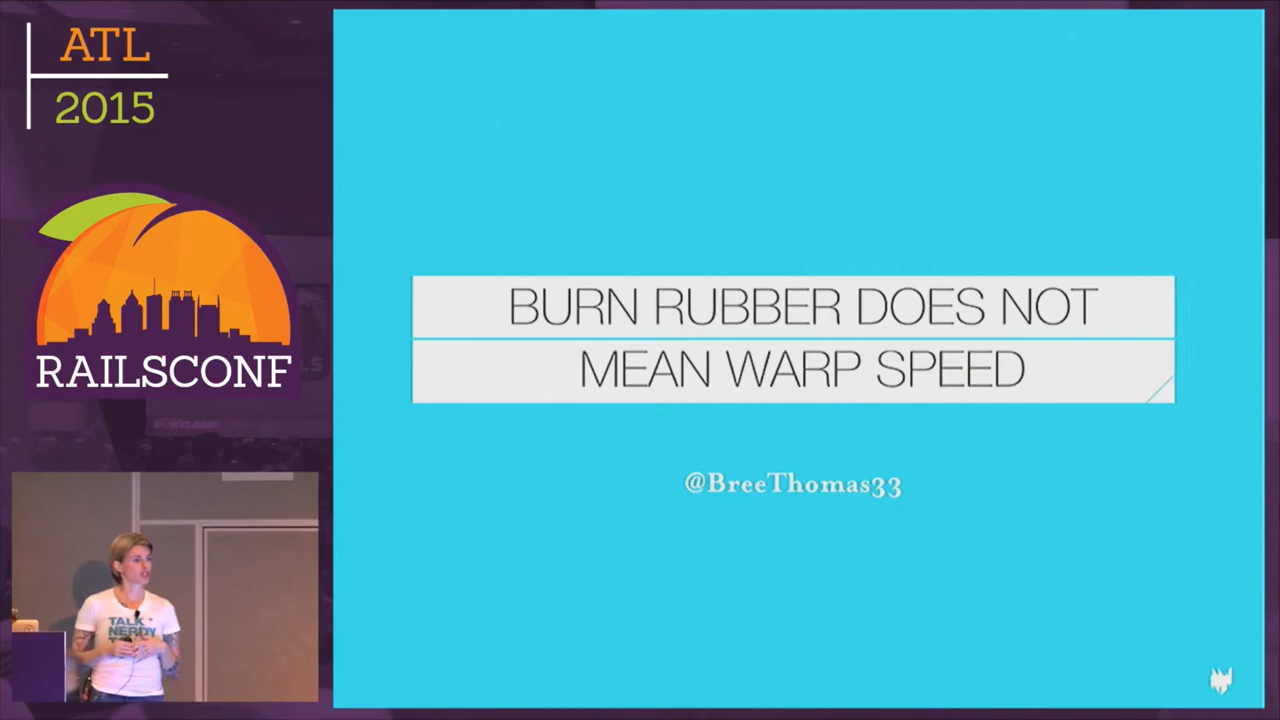 ATL
2015
RAILSCONF
BURN RUBBER DOES NOT
MEAN WARP SPEED
@BreeThomas33
TALK
NERDY